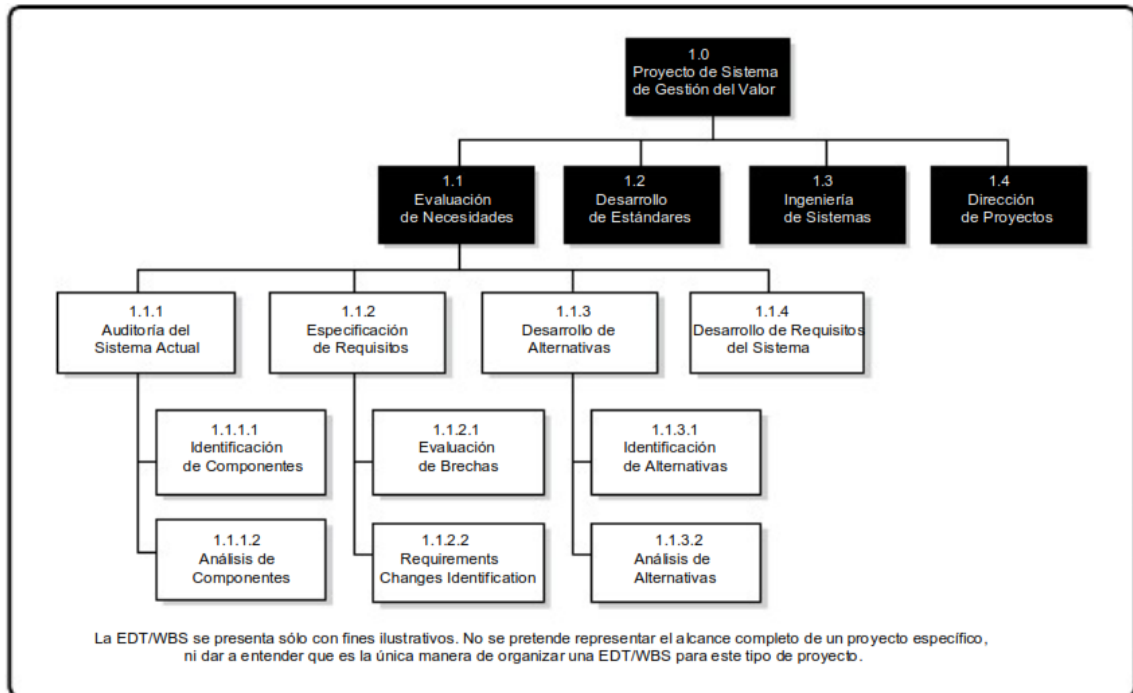 1.0
Proyecto de Sistema
de Gestión del Valor
1.1
Evaluación
de Necesidades
1.2
Desarrollo
de Estándares
1.3
Ingeniería
de Sistemas
1.4
Dirección
de Proyectos
1.1.1
Auditoría del
Sistema Actual
1.1.2
Especificación
de Requisitos
1.1.3
Desarrollo de
Alternativas
1.1.4
Desarrollo de Requisitos
del Sistema
1.1.1.1
Identificación
de Componentes
1.1.2.1
Evaluación
de Brechas
1.1.3.1
Identificación
de Alternativas
1.1.1.2
Análisis de
Componentes
1.1.2.2
Requirements
Changes Identification
1.1.3.2
Análisis de
Alternativas
La EDT/WBS se presenta sólo con fines ilustrativos. No se pretende representar el alcance completo de un proyecto específico,
ni dar a entender que es la única manera de organizar una EDT/WBS para este tipo de proyecto.